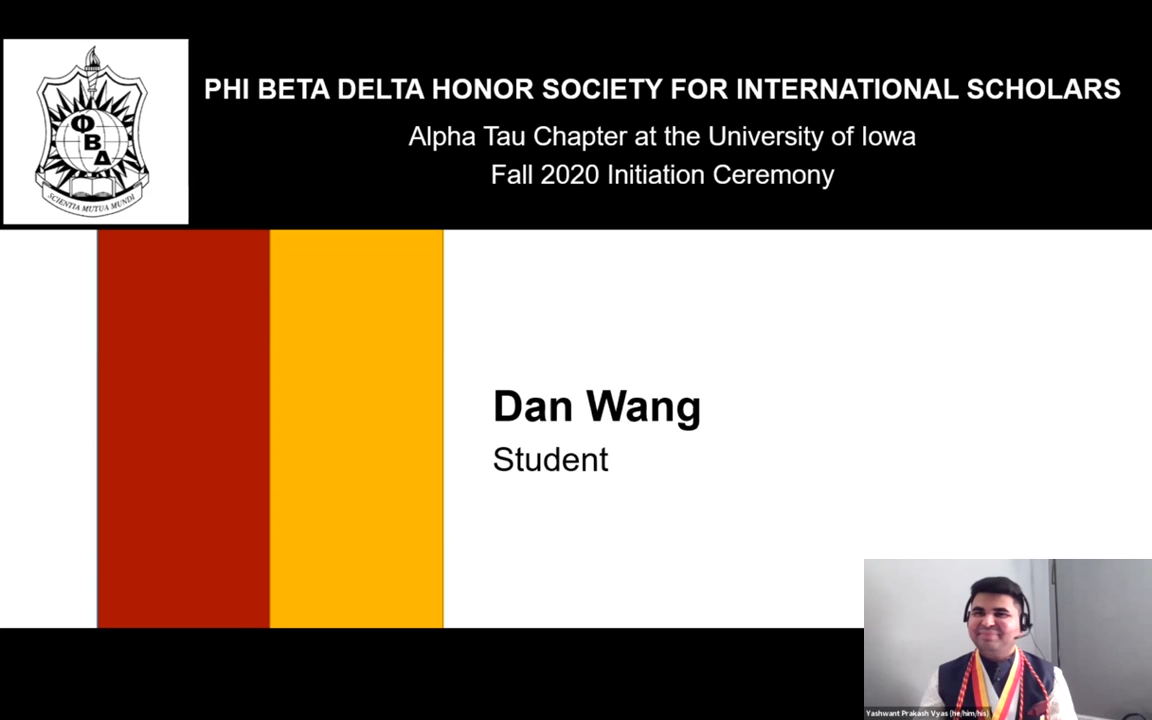 PHI BETA DELTA HONOR SOCIETY FOR INTERNATIONAL SCHOLARS
Alpha Tau Chapter at the University of Iowa
Fall 2020 Initiation Ceremony
Φ
B
Δ
SCIENTIA MUTUA MUNDI
Dan Wang
Student
Yashwant Prakash Vyas (he/him/his)